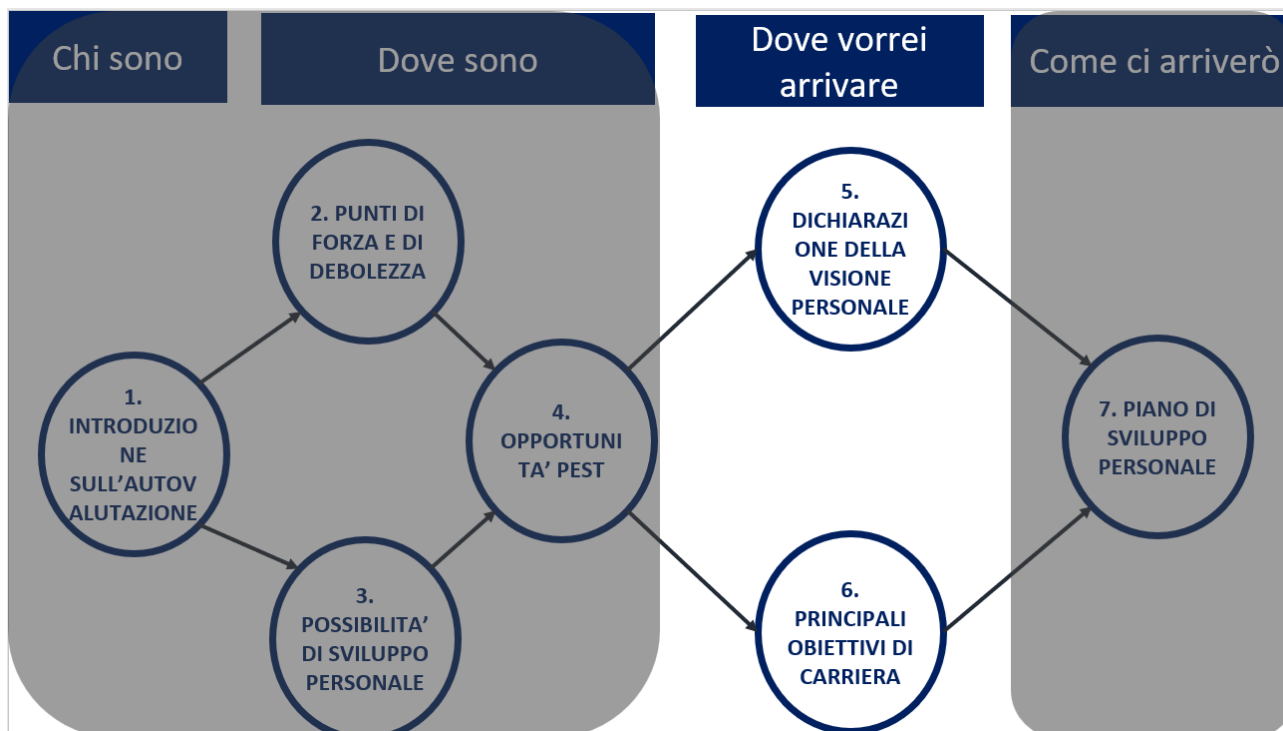 Chi sono
Dove sono
Dove vorrei
arrivare
Come ci arriverò
1.
INTRODUZIO
NE
SULL'AUTOV
ALUTAZIONE
2. PUNTI DI
FORZA E DI
DEBOLEZZA
3.
POSSIBILITA'
DI SVILUPPO
PERSONALE
4.
OPPORTUNI
TA' PEST
5.
DICHIARAZI
ONE DELLA
VISIONE
PERSONALE
6.
PRINCIPALI
OBIETTIVI DI
CARRIERA
7. PIANO DI
SVILUPPO
PERSONALE